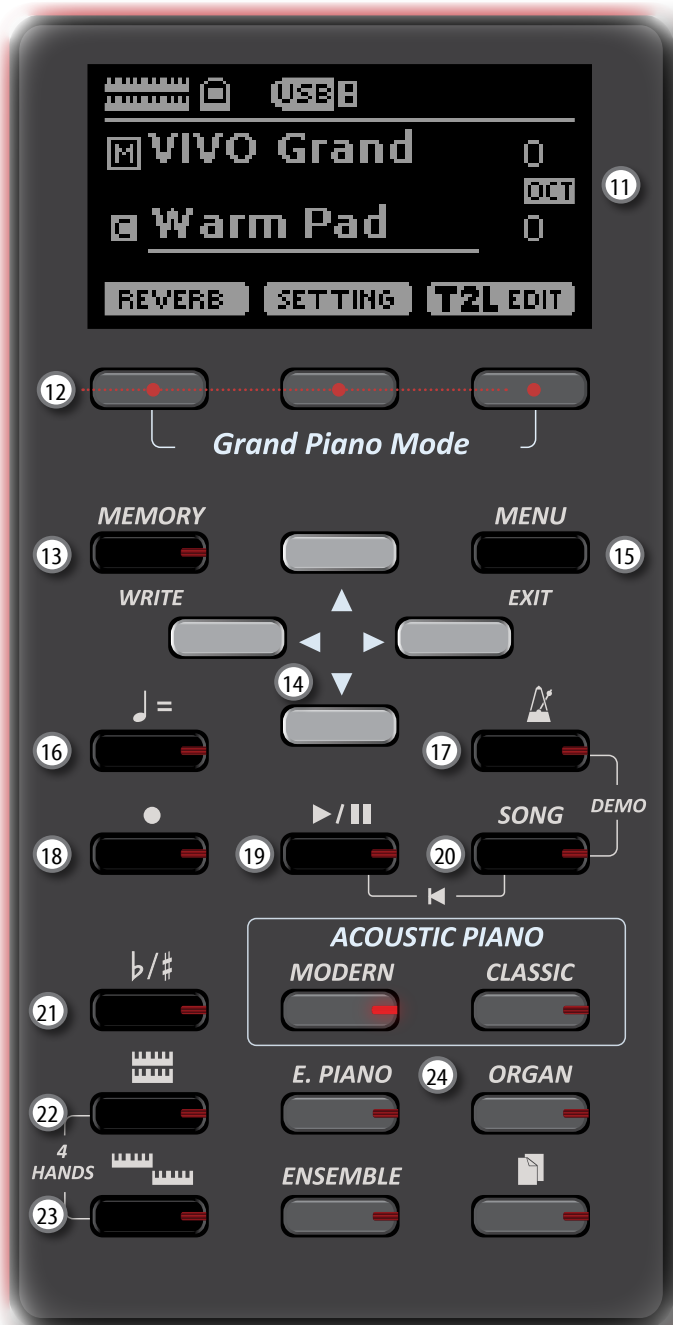 USB
M VIVO Grand 0
OCT
11
C Warm Pad 0
REVERB SETTING T2L EDIT
12
Grand Piano Mode
MEMORY MENU
13 15
WRITE EXIT
14
♩=
16 17
DEMO
● ▶/❚❚ SONG
18 19 20
ACOUSTIC PIANO
♭/♯ MODERN CLASSIC
21
E. PIANO 24 ORGAN
22
4
HANDS
ENSEMBLE
23